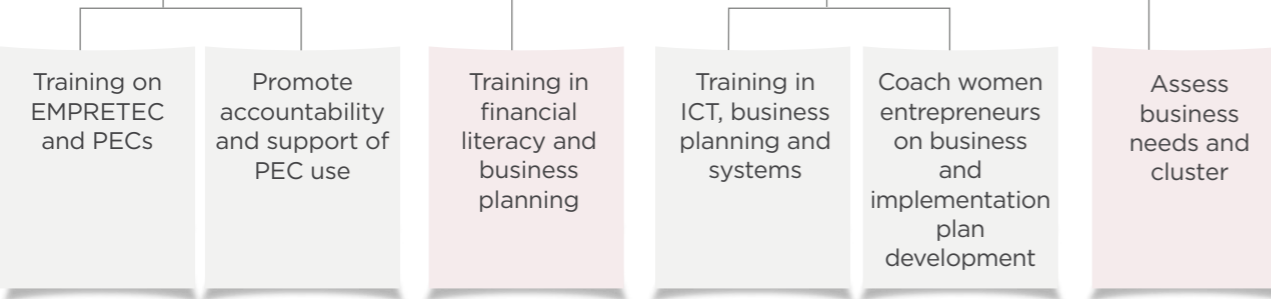 Training on
EMPRETEC
and PECs
Promote
accountability
and support of
PEC use
Training in
financial
literacy and
business
planning
Training in
ICT, business
planning and
systems
Coach women
entrepreneurs
on business
and
implementation
plan
development
Assess
business
needs and
cluster